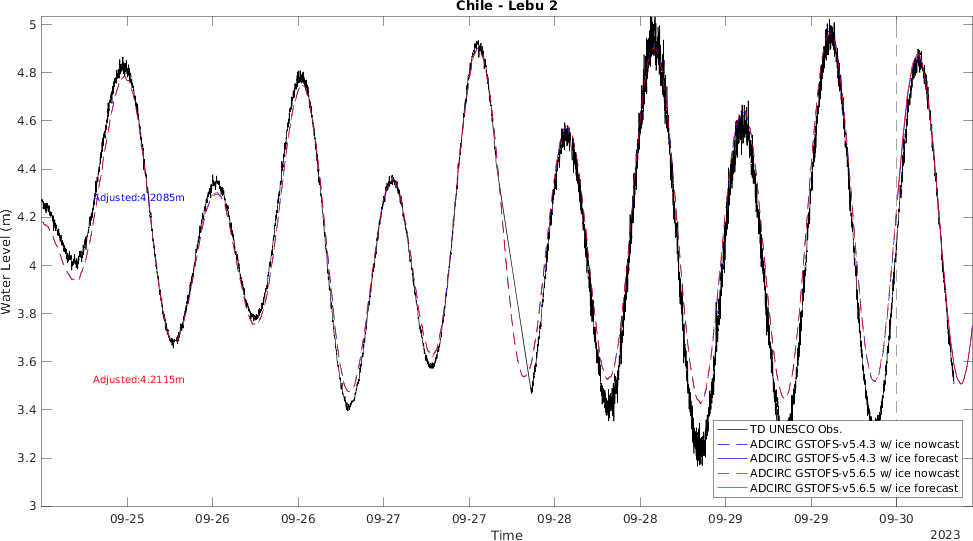 Chile - Lebu 2
Water Level (m)
5
4.8
4.6
4.4
4.2
4
3.8
3.6
3.4
3.2
3
Adjusted:4.2085m
Adjusted:4.2115m
TD UNESCO Obs.
ADCIRC GSTOFS-v5.4.3 w/ ice nowcast
ADCIRC GSTOFS-v5.4.3 w/ ice forecast
ADCIRC GSTOFS-v5.6.5 w/ ice nowcast
ADCIRC GSTOFS-v5.6.5 w/ ice forecast
09-25 09-26 09-26 09-27 09-27 09-28 09-28 09-29 09-29 09-30
Time
2023